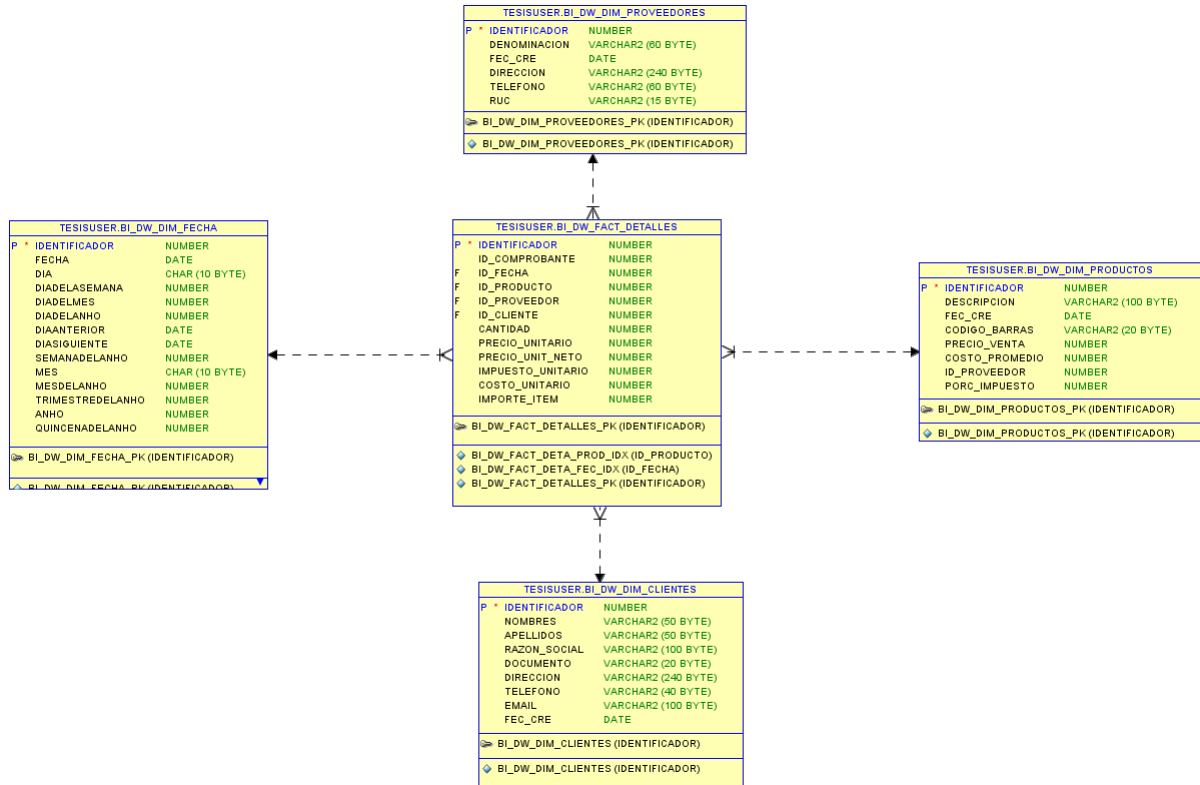 TESISUSER.BI_DW_DIM_PROVEEDORES
P * IDENTIFICADOR NUMBER
DENOMINACION VARCHAR2 (60 BYTE)
FEC_CRE DATE
DIRECCION VARCHAR2 (240 BYTE)
TELEFONO VARCHAR2 (60 BYTE)
RUC VARCHAR2 (15 BYTE)
BI_DW_DIM_PROVEEDORES_PK (IDENTIFICADOR)
BI_DW_DIM_PROVEEDORES_PK (IDENTIFICADOR)
TESISUSER.BI_DW_DIM_FECHA
P * IDENTIFICADOR NUMBER
FECHA DATE
DIA CHAR (10 BYTE)
DIADELASEMANA NUMBER
DIADELMES NUMBER
DIADELANHO NUMBER
DIAANTERIOR DATE
DIASIGUIENTE DATE
SEMANADELANHO NUMBER
MES CHAR (10 BYTE)
MESDELANHO NUMBER
TRIMESTREDELANHO NUMBER
ANHO NUMBER
QUINCENADELANHO NUMBER
BI_DW_DIM_FECHA_PK (IDENTIFICADOR)
BI_DW_DIM_FECHA_PK (IDENTIFICADOR)
TESISUSER.BI_DW_FACT_DETALLES
P * IDENTIFICADOR NUMBER
ID_COMPROBANTE NUMBER
F ID_FECHA NUMBER
F ID_PRODUCTO NUMBER
F ID_PROVEEDOR NUMBER
F ID_CLIENTE NUMBER
CANTIDAD NUMBER
PRECIO_UNITARIO NUMBER
PRECIO_UNIT_NETO NUMBER
IMPUESTO_UNITARIO NUMBER
COSTO_UNITARIO NUMBER
IMPORTE_ITEM NUMBER
BI_DW_FACT_DETALLES_PK (IDENTIFICADOR)
BI_DW_FACT_DETA_PROD_IDX (ID_PRODUCTO)
BI_DW_FACT_DETA_FEC_IDX (ID_FECHA)
BI_DW_FACT_DETALLES_PK (IDENTIFICADOR)
TESISUSER.BI_DW_DIM_PRODUCTOS
P * IDENTIFICADOR NUMBER
DESCRIPCION VARCHAR2 (100 BYTE)
FEC_CRE DATE
CODIGO_BARRAS VARCHAR2 (20 BYTE)
PRECIO_VENTA NUMBER
COSTO_PROMEDIO NUMBER
ID_PROVEEDOR NUMBER
PORC_IMPUESTO NUMBER
BI_DW_DIM_PRODUCTOS_PK (IDENTIFICADOR)
BI_DW_DIM_PRODUCTOS_PK (IDENTIFICADOR)
TESISUSER.BI_DW_DIM_CLIENTES
P * IDENTIFICADOR NUMBER
NOMBRES VARCHAR2 (50 BYTE)
APELLIDOS VARCHAR2 (50 BYTE)
RAZON_SOCIAL VARCHAR2 (100 BYTE)
DOCUMENTO VARCHAR2 (20 BYTE)
DIRECCION VARCHAR2 (240 BYTE)
TELEFONO VARCHAR2 (40 BYTE)
EMAIL VARCHAR2 (100 BYTE)
FEC_CRE DATE
BI_DW_DIM_CLIENTES (IDENTIFICADOR)
BI_DW_DIM_CLIENTES (IDENTIFICADOR)